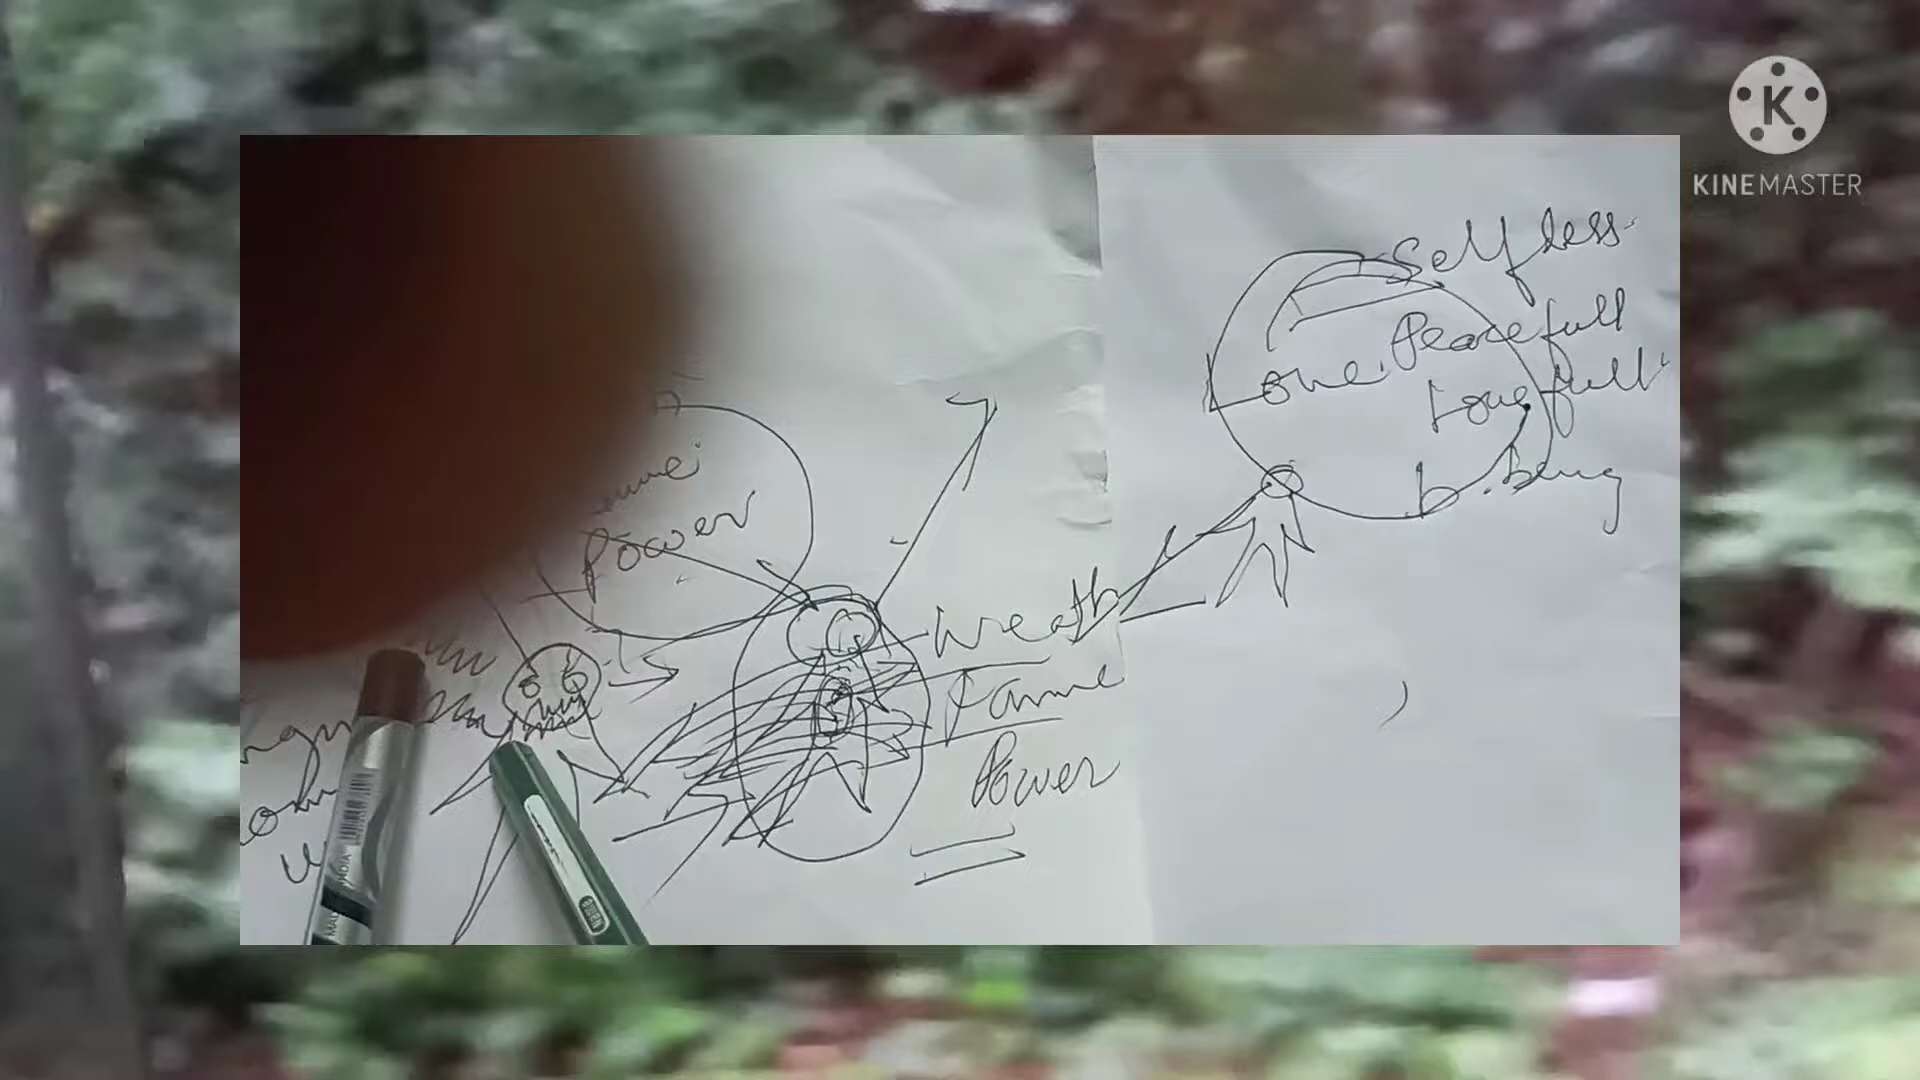 KINEMASTER
Selfless
Love. Peacefull
Lovefull
b. being
Power
Wealth
Fame
Power